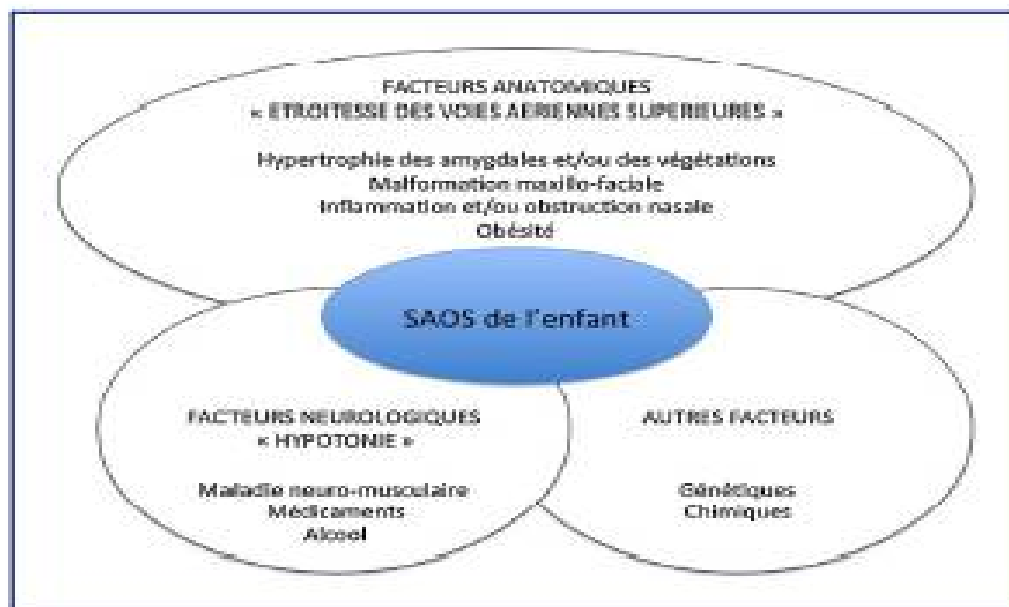 FACTEURS ANATOMIQUES
« ETROITESSE DES VOIES AERIENNES SUPERIEURES »
Hypertrophie des amygdales et/ou des végétations
Malformation maxillo-faciale
Inflammation et/ou obstruction nasale
Obésité
SAOS de l'enfant
FACTEURS NEUROLOGIQUES
« HYPOTONIE »
Maladie neuro-musculaire
Médicaments
Alcool
AUTRES FACTEURS
Génétiques
Chimiques